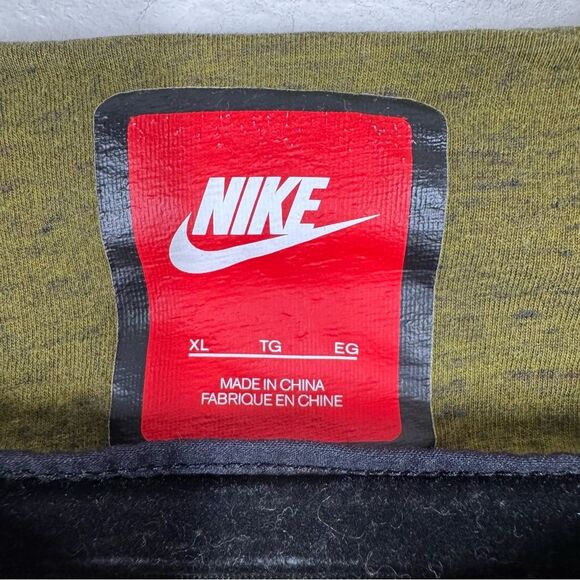 NIKE
XL TG EG
MADE IN CHINA
FABRIQUE EN CHINE